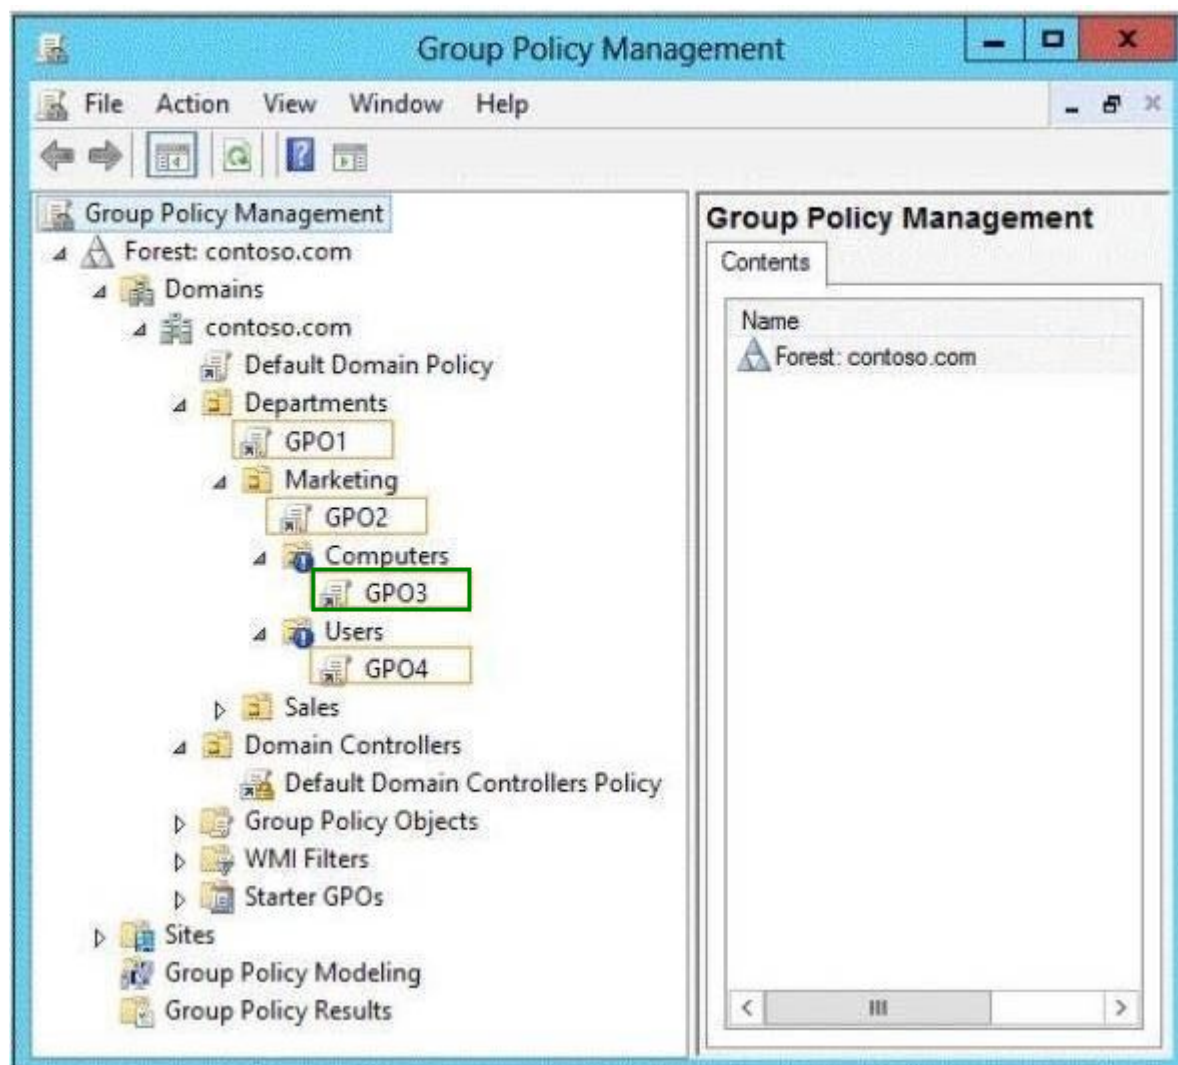 Group Policy Management
File Action View Window Help
Group Policy Management
Forest: contoso.com
Domains
contoso.com
Default Domain Policy
Departments
GPO1
Marketing
GPO2
Computers
GPO3
Users
GPO4
Sales
Domain Controllers
Default Domain Controllers Policy
Group Policy Objects
WMI Filters
Starter GPOs
Sites
Group Policy Modeling
Group Policy Results
Group Policy Management
Contents
Name
Forest: contoso.com